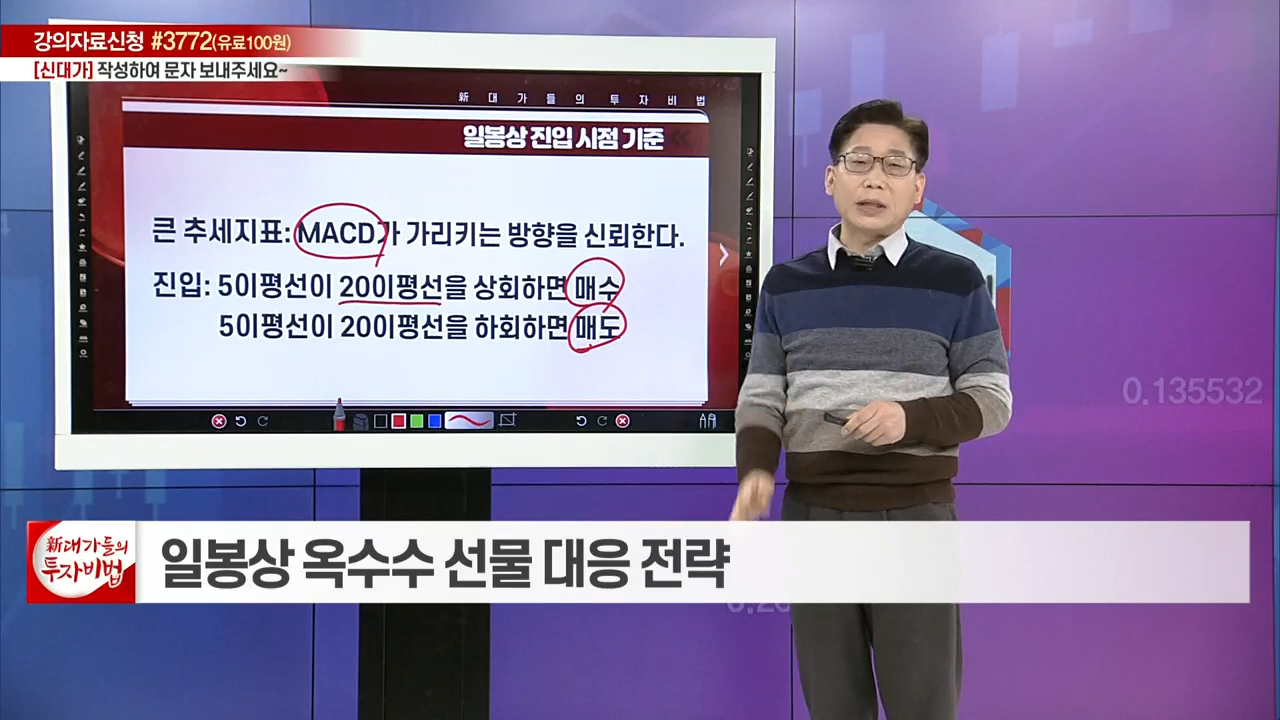 강의자료신청 #3772(유료100원)
[신대가] 작성하여 문자 보내주세요~
新대가들의 투자비법
일봉상 진입 시점 기준
큰 추세지표: MACD가 가리키는 방향을 신뢰한다.
진입: 5이평선이 20이평선을 상회하면 매수
5이평선이 20이평선을 하회하면 매도
0.135532
新대가들의
투자비법
일봉상 옥수수 선물 대응 전략